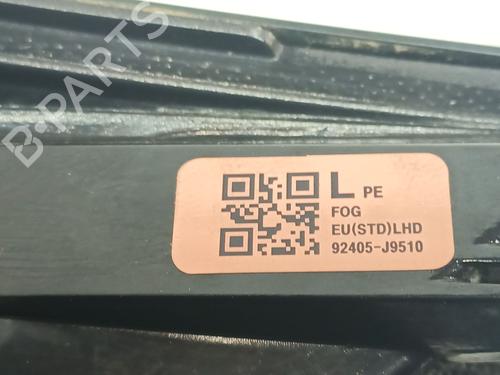 B-PARTS
L PE
FOG
EU(STD)LHD
92405-J9510